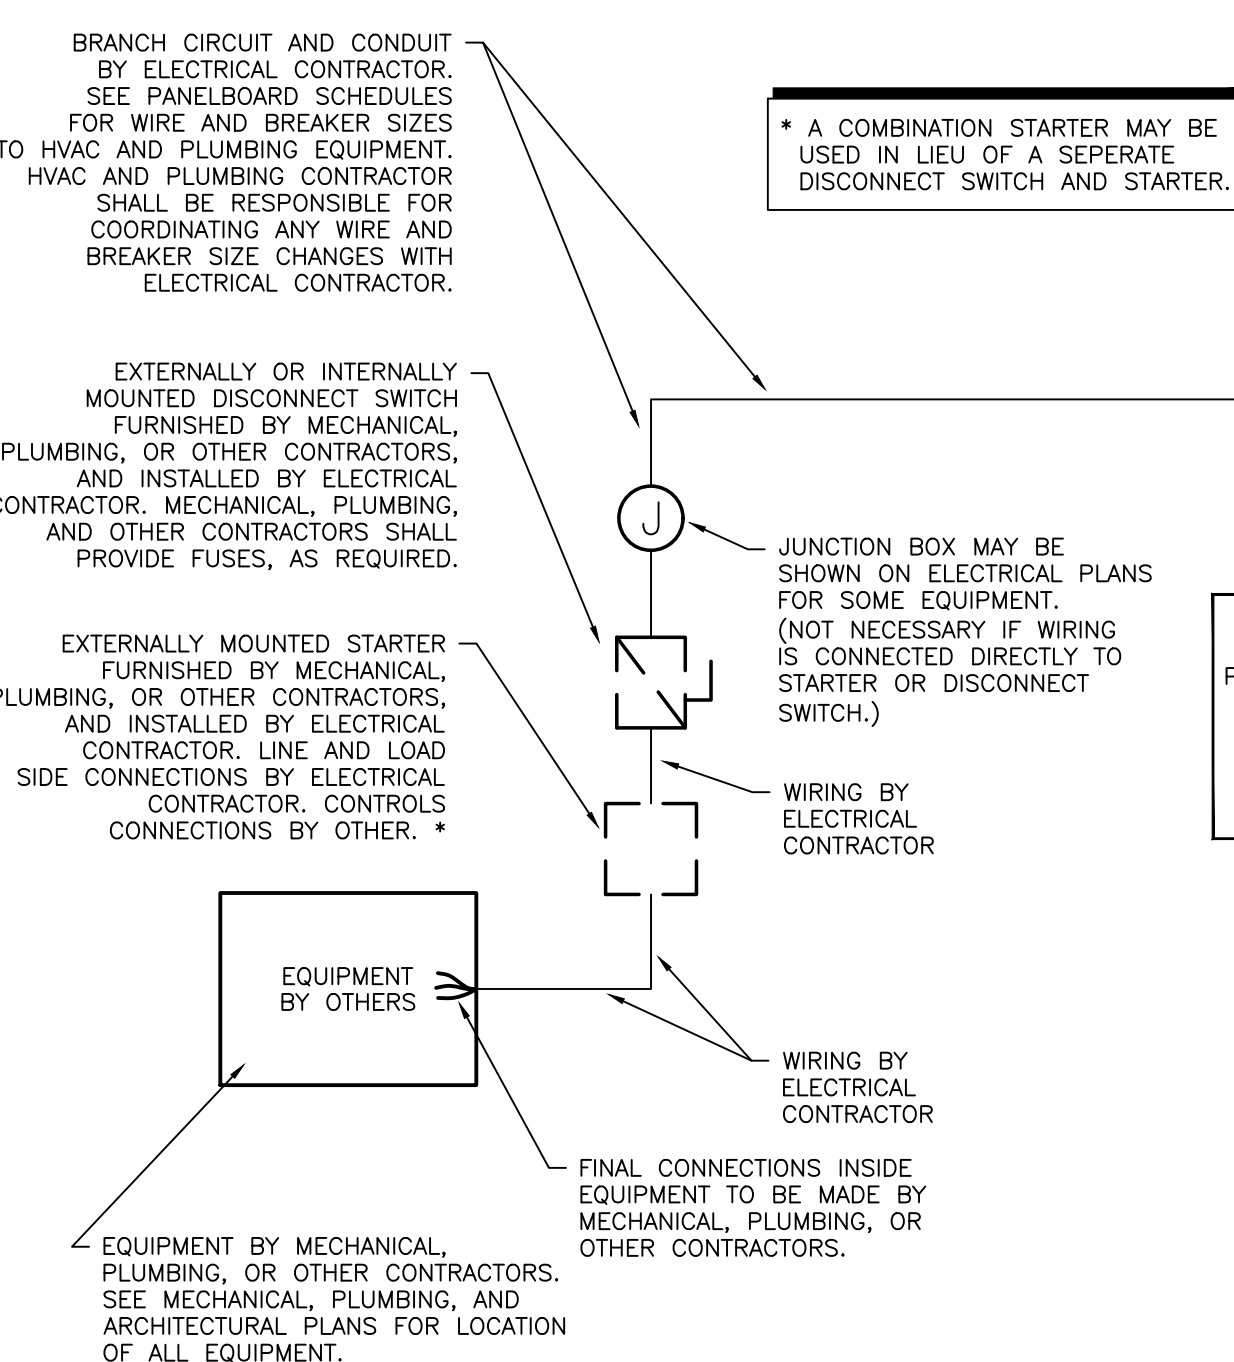 BRANCH CIRCUIT AND CONDUIT
BY ELECTRICAL CONTRACTOR.
SEE PANELBOARD SCHEDULES
FOR WIRE AND BREAKER SIZES
TO HVAC AND PLUMBING EQUIPMENT.
HVAC AND PLUMBING CONTRACTOR
SHALL BE RESPONSIBLE FOR
COORDINATING ANY WIRE AND
BREAKER SIZE CHANGES WITH
ELECTRICAL CONTRACTOR.
* A COMBINATION STARTER MAY BE
USED IN LIEU OF A SEPERATE
DISCONNECT SWITCH AND STARTER.
EXTERNALLY OR INTERNALLY
MOUNTED DISCONNECT SWITCH
FURNISHED BY MECHANICAL,
PLUMBING, OR OTHER CONTRACTORS,
AND INSTALLED BY ELECTRICAL
CONTRACTOR. MECHANICAL, PLUMBING,
AND OTHER CONTRACTORS SHALL
PROVIDE FUSES, AS REQUIRED.
J
JUNCTION BOX MAY BE
SHOWN ON ELECTRICAL PLANS
FOR SOME EQUIPMENT.
(NOT NECESSARY IF WIRING
IS CONNECTED DIRECTLY TO
STARTER OR DISCONNECT
SWITCH.)
EXTERNALLY MOUNTED STARTER
FURNISHED BY MECHANICAL,
PLUMBING, OR OTHER CONTRACTORS,
AND INSTALLED BY ELECTRICAL
CONTRACTOR. LINE AND LOAD
SIDE CONNECTIONS BY ELECTRICAL
CONTRACTOR. CONTROLS
CONNECTIONS BY OTHER. *
WIRING BY
ELECTRICAL
CONTRACTOR
EQUIPMENT
BY OTHERS
WIRING BY
ELECTRICAL
CONTRACTOR
FINAL CONNECTIONS INSIDE
EQUIPMENT TO BE MADE BY
MECHANICAL, PLUMBING, OR
OTHER CONTRACTORS.
EQUIPMENT BY MECHANICAL,
PLUMBING, OR OTHER CONTRACTORS.
SEE MECHANICAL, PLUMBING, AND
ARCHITECTURAL PLANS FOR LOCATION
OF ALL EQUIPMENT.